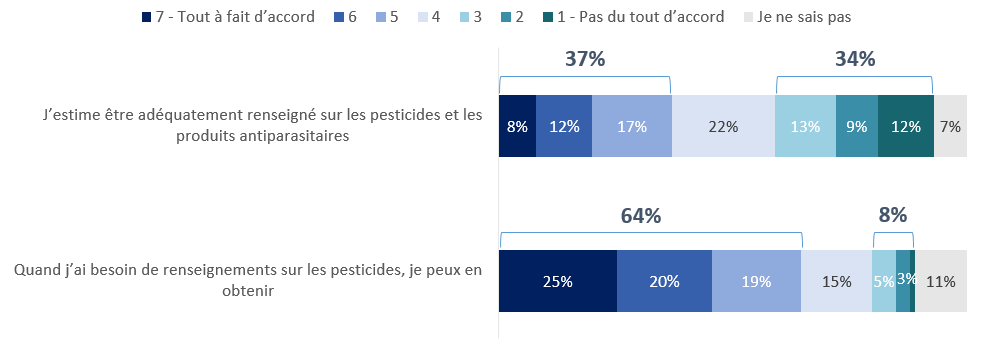 7 - Tout à fait d’accord 6 5 4 3 2 1 - Pas du tout d’accord Je ne sais pas
37% 34%
J’estime être adéquatement renseigné sur les pesticides et les
produits antiparasitaires
8% 12% 17% 22% 13% 9% 12% 7%
64% 8%
Quand j’ai besoin de renseignements sur les pesticides, je peux en
obtenir
25% 20% 19% 15% 5% 3% 11%